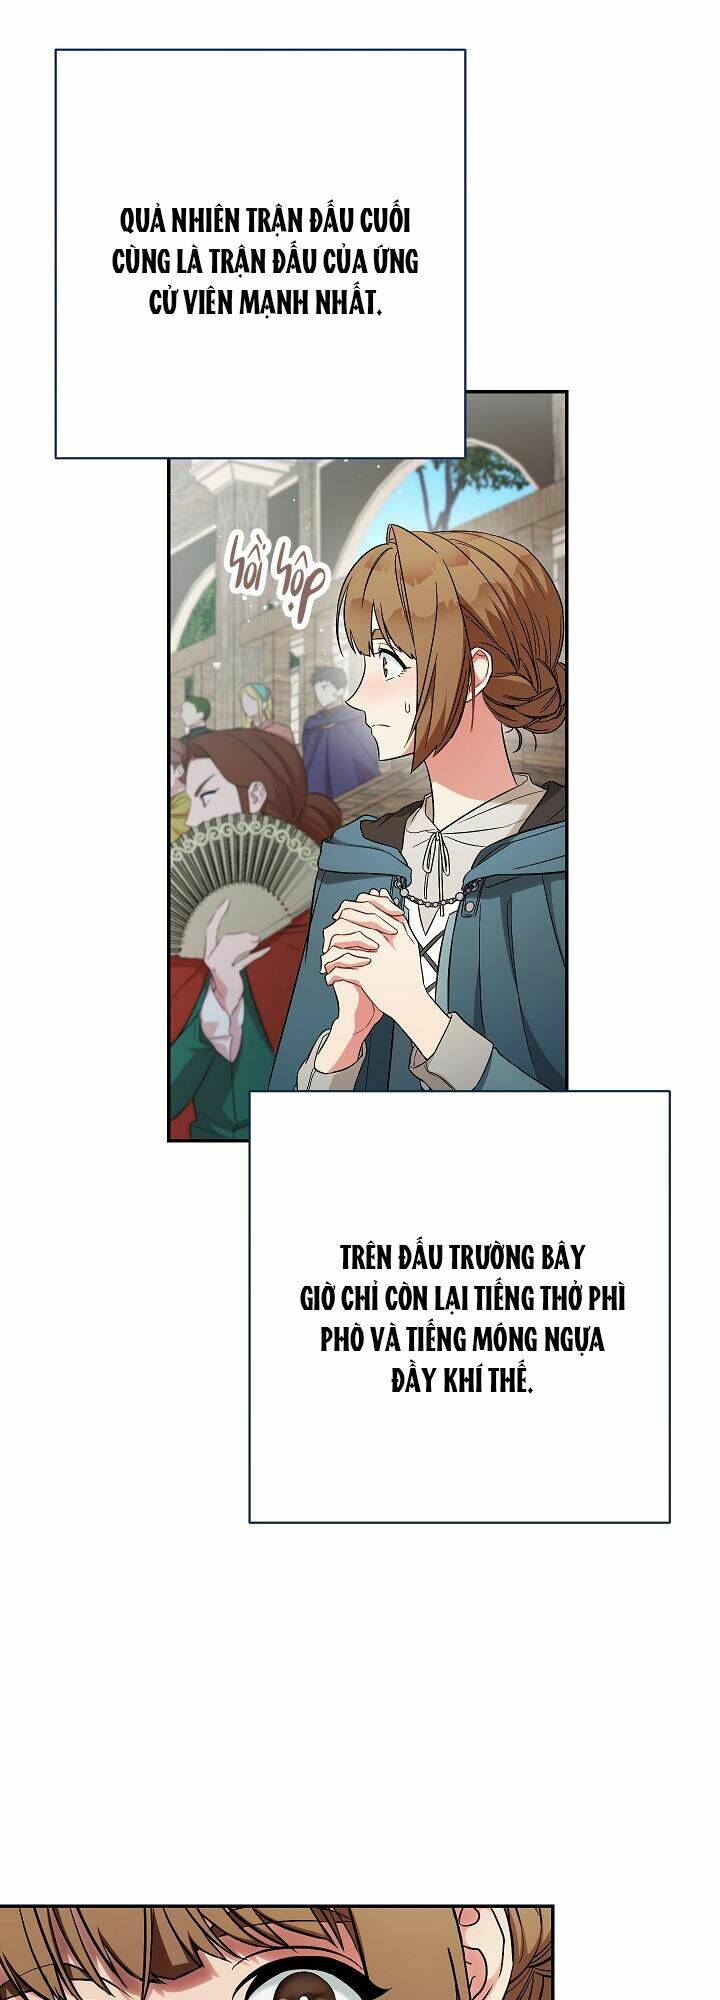 QUẢ NHIÊN TRẬN ĐẤU CUỐI
CÙNG LÀ TRẬN ĐẤU CỦA ỨNG
CỬ VIÊN MẠNH NHẤT.
HỒI HỘP
TRÊN ĐẤU TRƯỜNG BÂY
GIỜ CHỈ CÒN LẠI TIẾNG THỞ PHÌ
PHÒ VÀ TIẾNG MÓNG NGỰA
ĐẦY KHÍ THẾ.